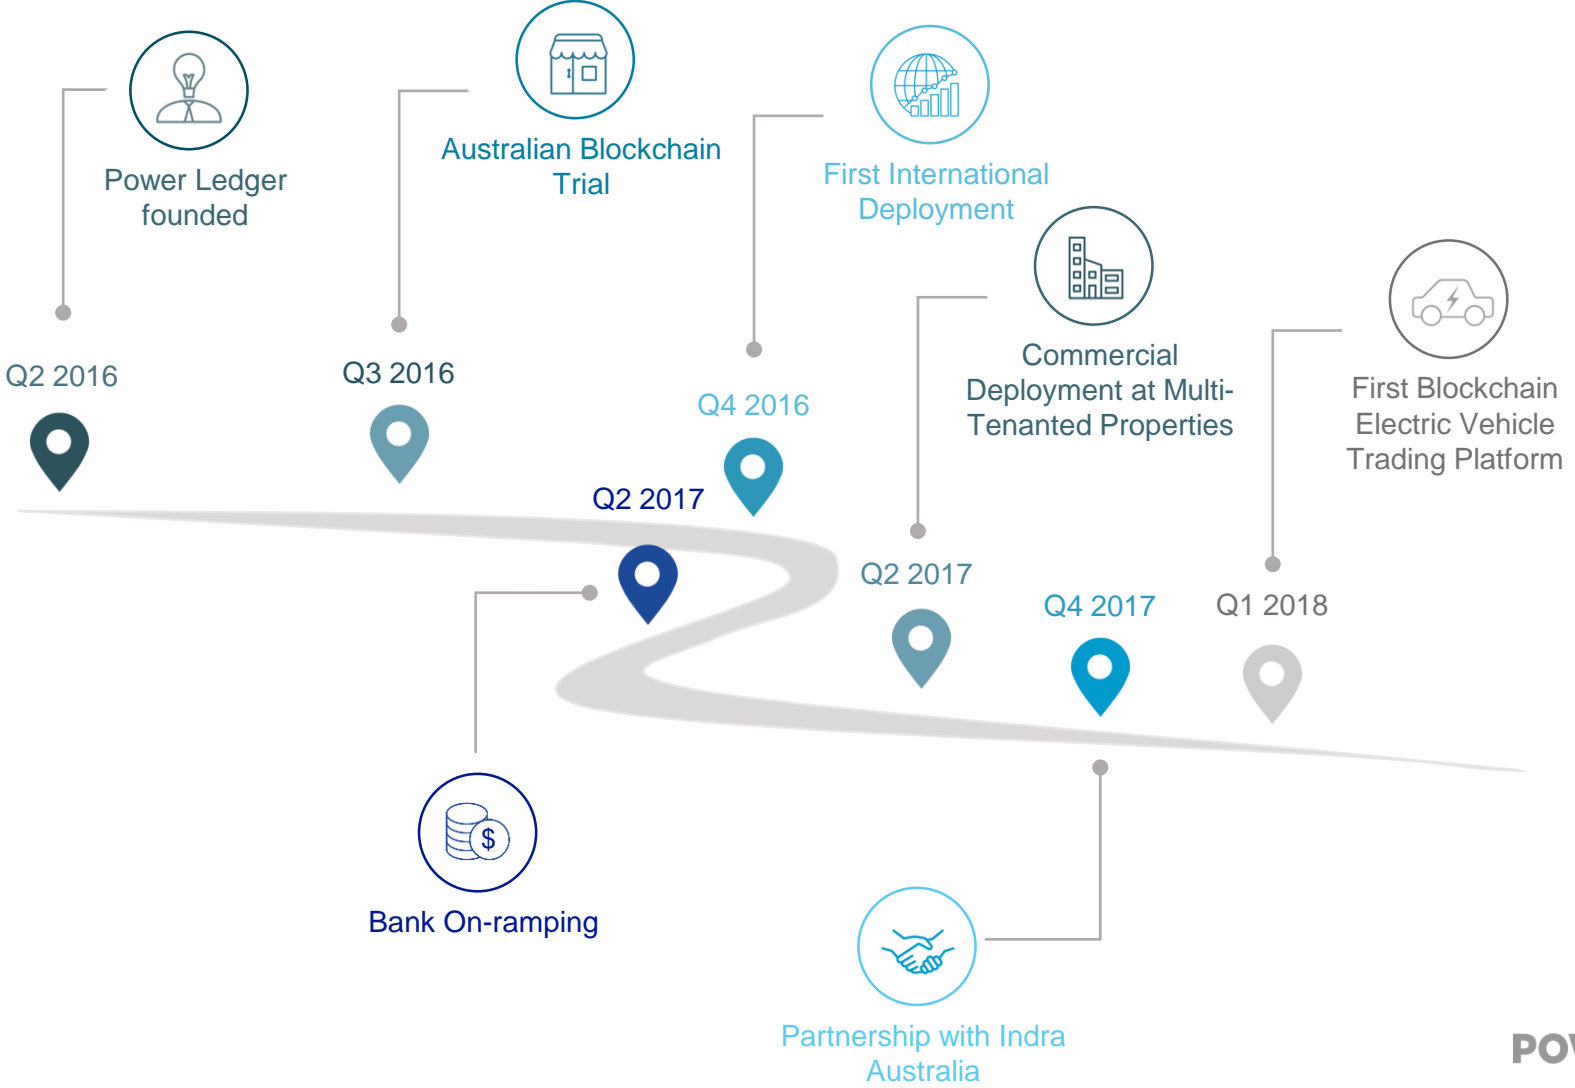 Power Ledger
founded
Australian Blockchain
Trial
First International
Deployment
Commercial
Deployment at Multi-
Tenanted Properties
First Blockchain
Electric Vehicle
Trading Platform
Q2 2016
Q3 2016
Q4 2016
Q2 2017
Q2 2017
Q4 2017
Q1 2018
$
Bank On-ramping
Partnership with Indra
Australia